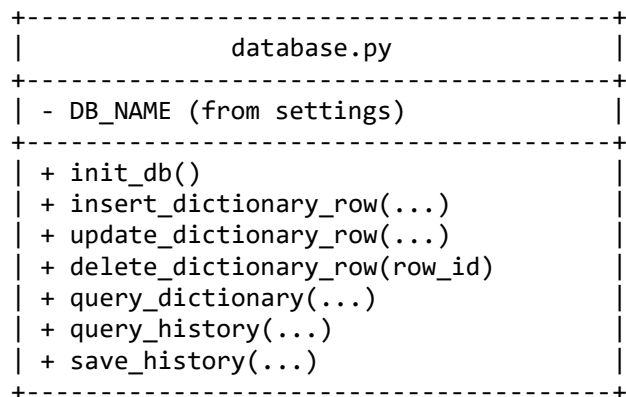 +---------------------------------------+
|             database.py               |
+---------------------------------------+
| - DB_NAME (from settings)             |
+---------------------------------------+
| + init_db()                           |
| + insert_dictionary_row(...)          |
| + update_dictionary_row(...)          |
| + delete_dictionary_row(row_id)       |
| + query_dictionary(...)               |
| + query_history(...)                  |
| + save_history(...)                   |
+---------------------------------------+